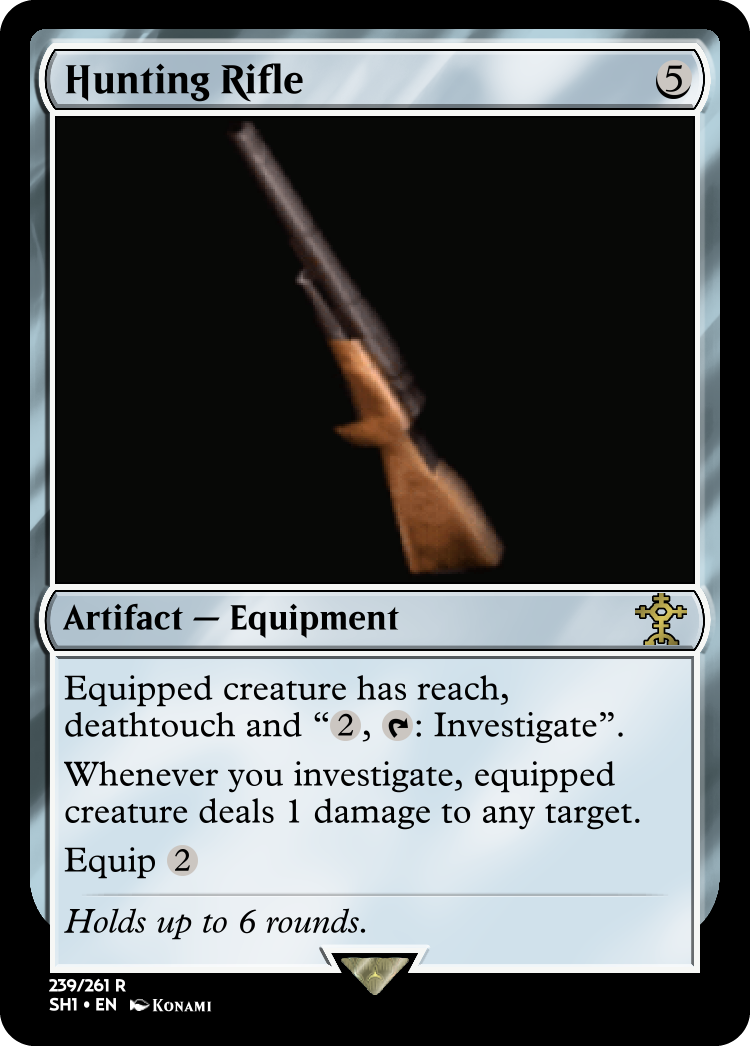 Hunting Rifle
5
Artifact — Equipment
Equipped creature has reach,
deathtouch and “2, : Investigate”.
Whenever you investigate, equipped
creature deals 1 damage to any target.
Equip 2
Holds up to 6 rounds.
239/261 R
SH1 • EN KONAMI